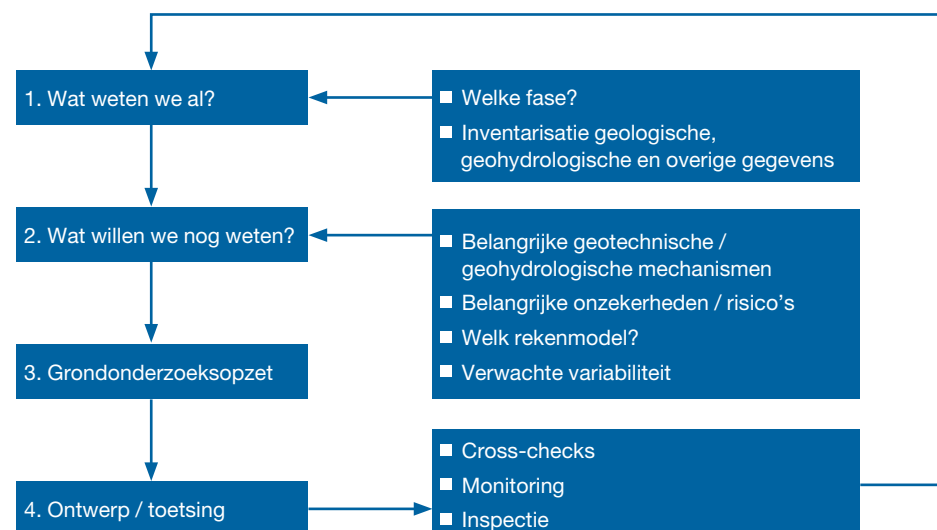 1. Wat weten we al?
■ Welke fase?
■ Inventarisatie geologische,
geohydrologische en overige gegevens
2. Wat willen we nog weten?
■ Belangrijke geotechnische /
geohydrologische mechanismen
■ Belangrijke onzekerheden / risico's
■ Welk rekenmodel?
■ Verwachte variabiliteit
3. Grondonderzoeksopzet
4. Ontwerp / toetsing
■ Cross-checks
■ Monitoring
■ Inspectie